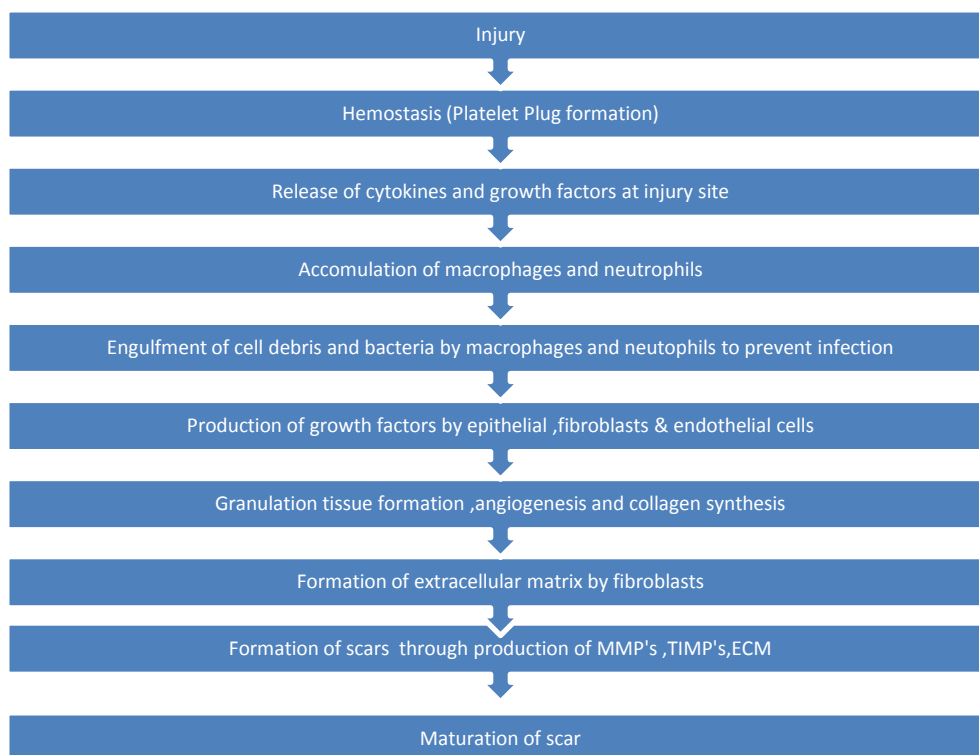 Injury
Hemostasis (Platelet Plug formation)
Release of cytokines and growth factors at injury site
Accomulation of macrophages and neutrophils
Engulfment of cell debris and bacteria by macrophages and neutophils to prevent infection
Production of growth factors by epithelial ,fibroblasts & endothelial cells
Granulation tissue formation ,angiogenesis and collagen synthesis
Formation of extracellular matrix by fibroblasts
Formation of scars  through production of MMP's ,TIMP's,ECM
Maturation of scar